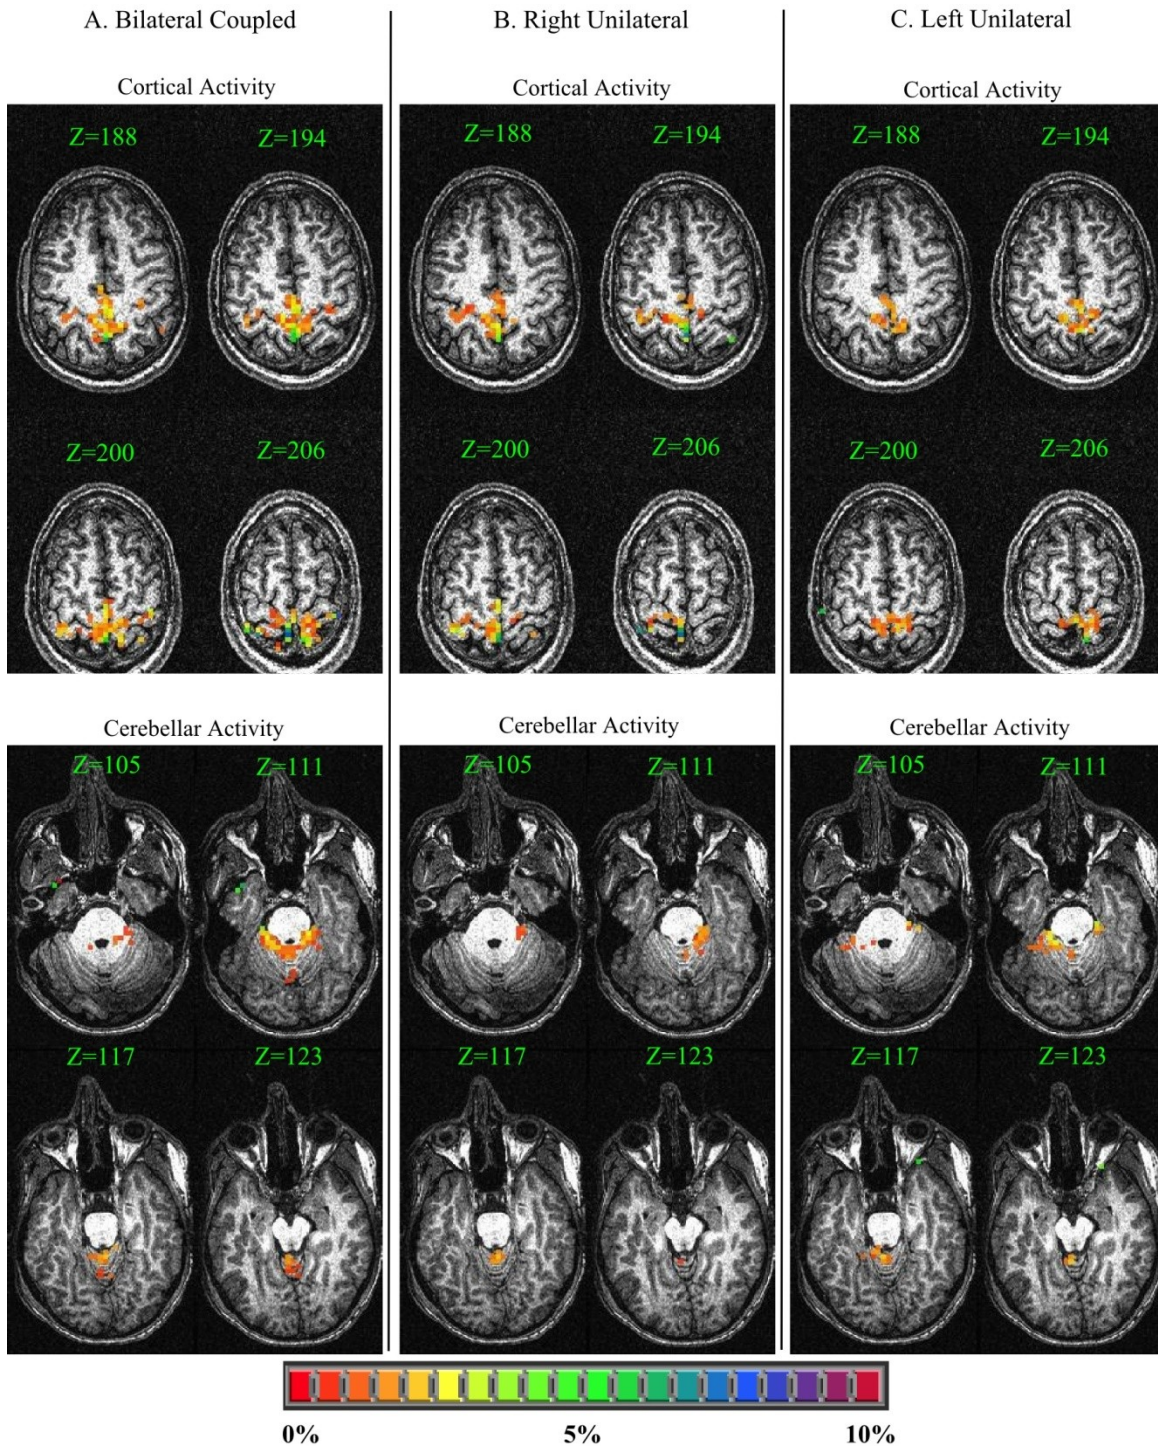 A. Bilateral Coupled
B. Right Unilateral
C. Left Unilateral
Cortical Activity
Cortical Activity
Cortical Activity
Z=188
Z=194
Z=188
Z=194
Z=188
Z=194
Z=200
Z=206
Z=200
Z=206
Z=200
Z=206
Cerebellar Activity
Cerebellar Activity
Cerebellar Activity
Z=105
Z=111
Z=105
Z=111
Z=105
Z=111
Z=117
Z=123
Z=117
Z=123
Z=117
Z=123
0%
5%
10%